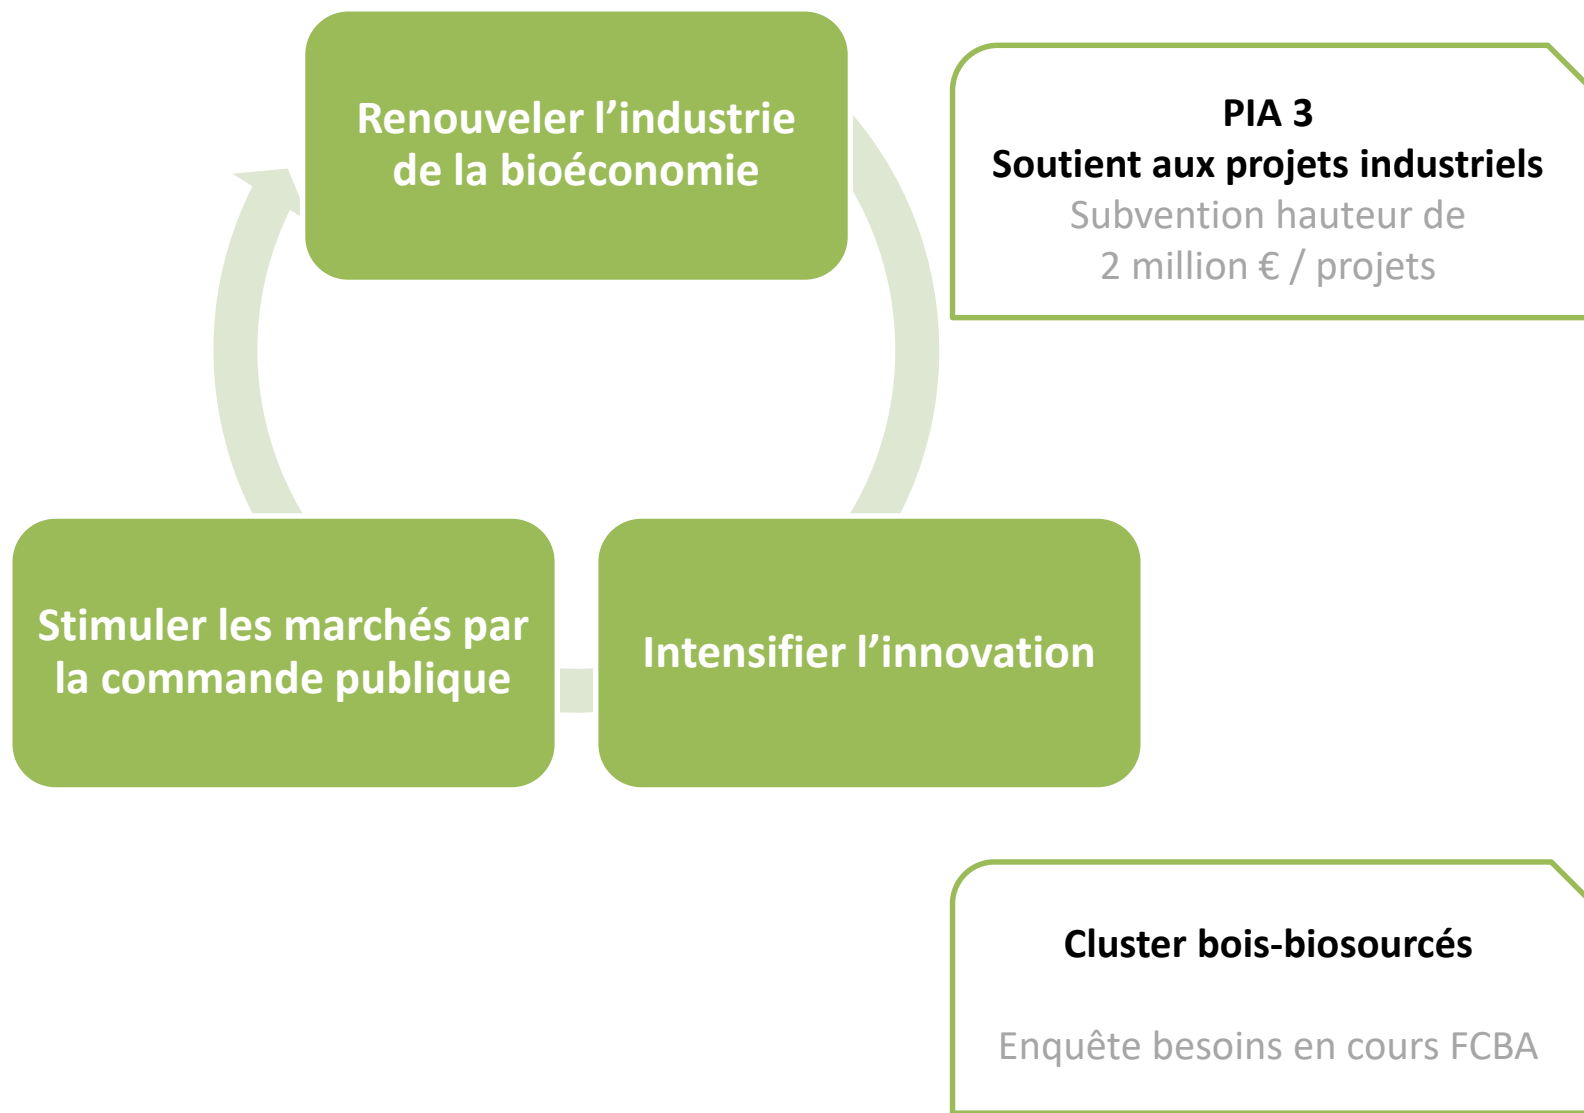 Renouveler l’industrie
de la bioéconomie
PIA 3
Soutient aux projets industriels
Subvention hauteur de
2 million € / projets
Stimuler les marchés par
la commande publique
Intensifier l’innovation
Cluster bois-biosourcés
Enquête besoins en cours FCBA